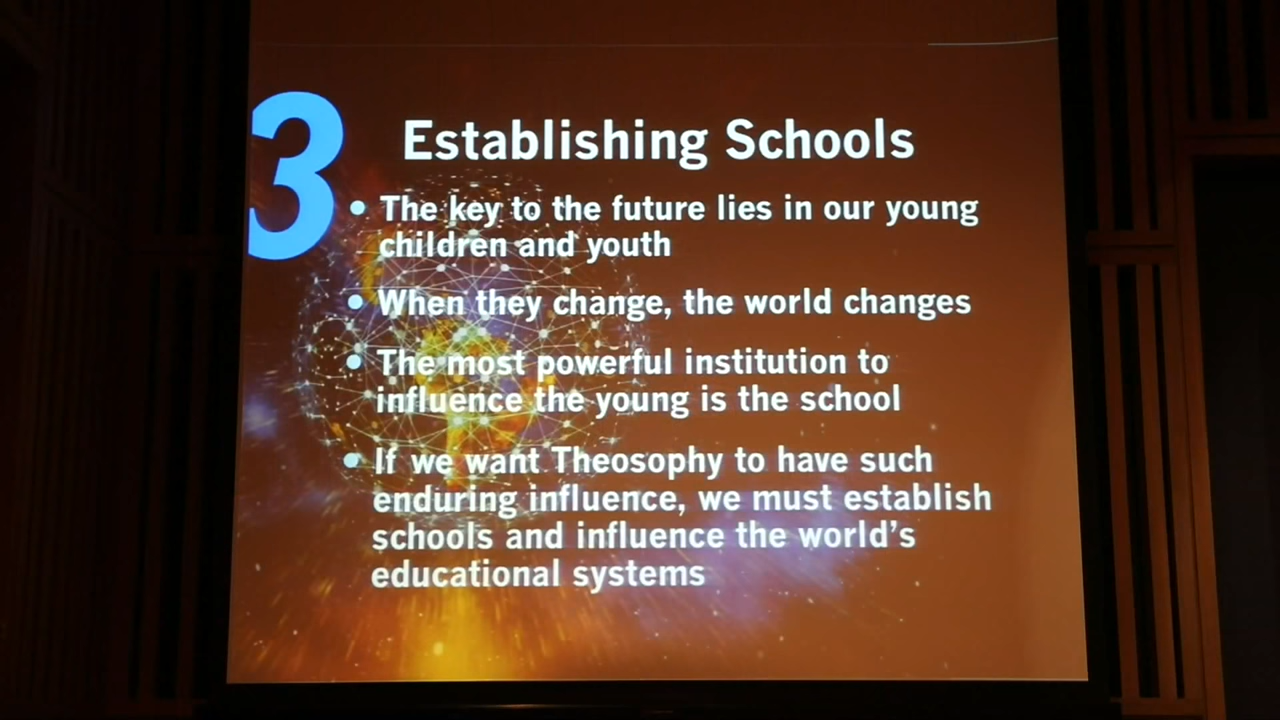 3
Establishing Schools
• The key to the future lies in our young
children and youth
• When they change, the world changes
• The most powerful institution to
influence the young is the school
• If we want Theosophy to have such
enduring influence, we must establish
schools and influence the world's
educational systems